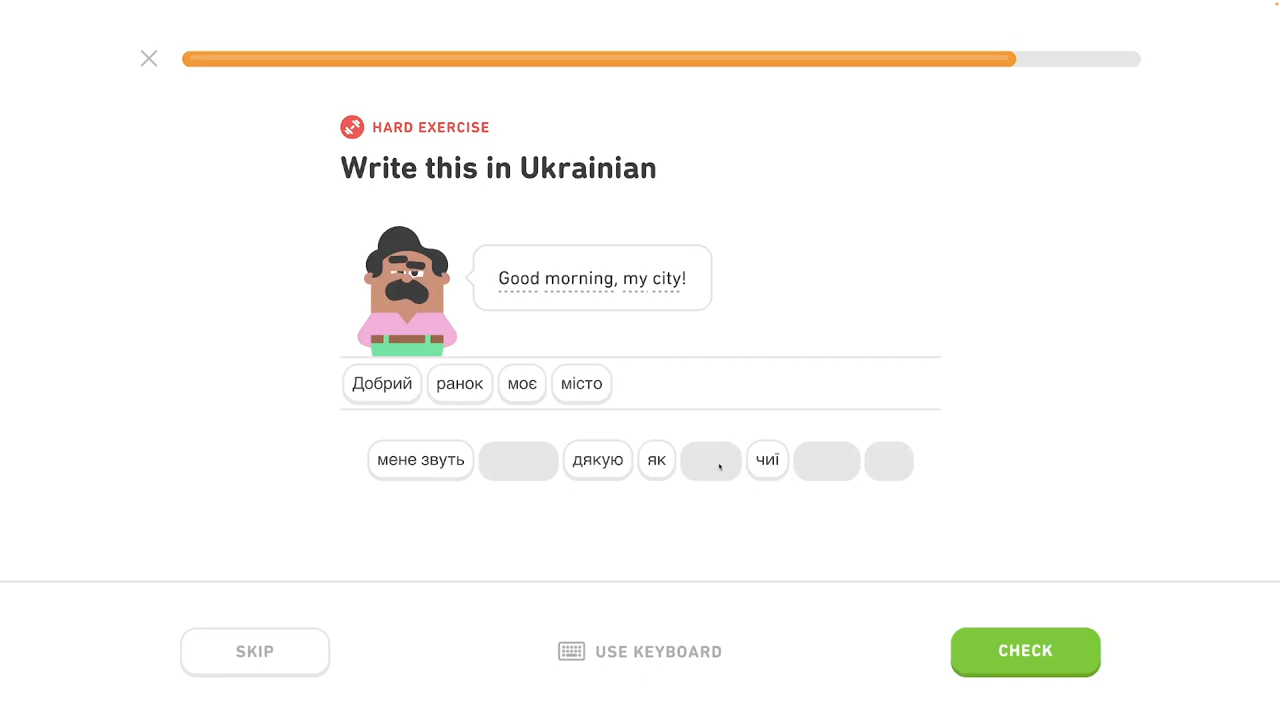 HARD EXERCISE
Write this in Ukrainian
Good morning, my city!
Добрий ранок моє місто
мене звуть дякую як чиї
SKIP USE KEYBOARD CHECK